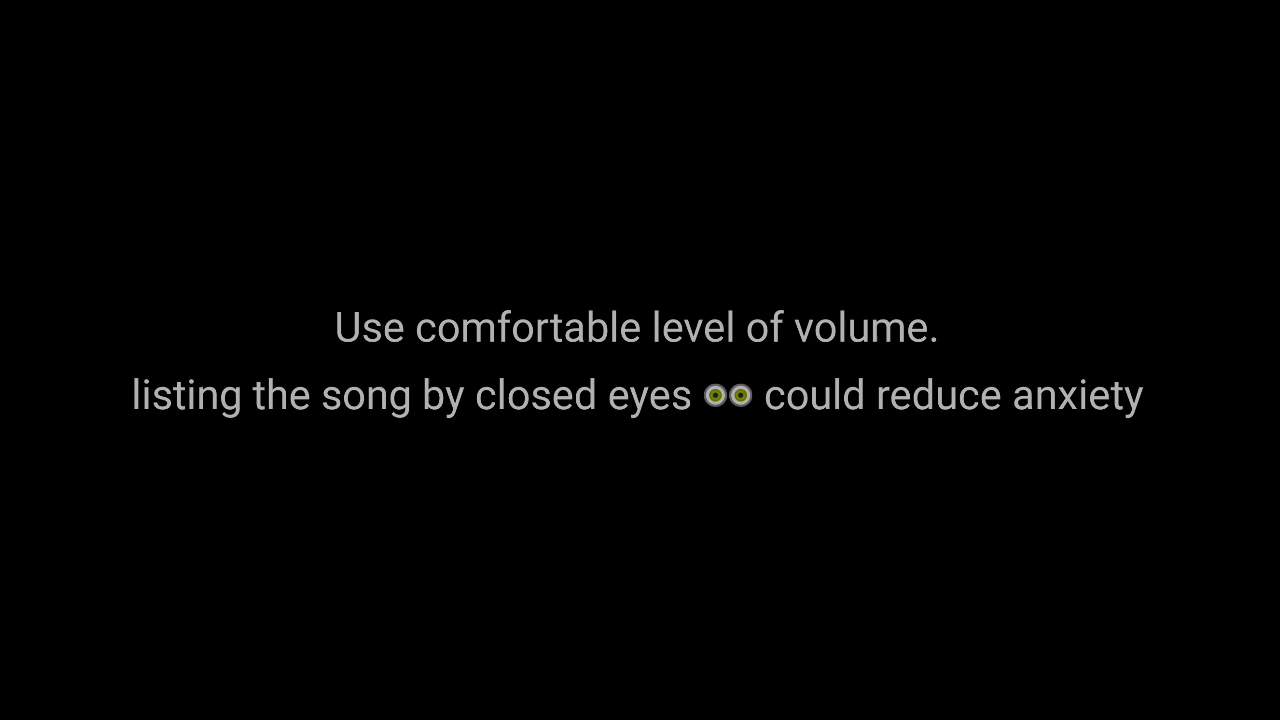 Use comfortable level of volume.
listing the song by closed eyes 👀 could reduce anxiety